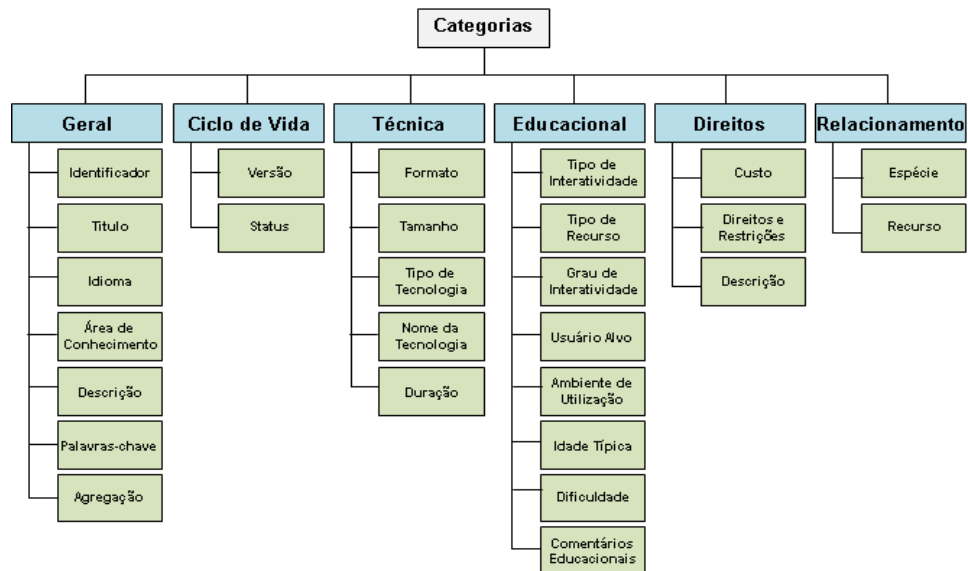 Categorias
Geral
Identificador
Titulo
Idioma
Área de
Conhecimento
Descrição
Palavras-chave
Agregação
Ciclo de Vida
Versão
Status
Técnica
Formato
Tamanho
Tipo de
Tecnologia
Nome da
Tecnologia
Duração
Educacional
Tipo de
Interatividade
Tipo de
Recurso
Grau de
Interatividade
Usuário Alvo
Ambiente de
Utilização
Idade Típica
Dificuldade
Comentários
Educacionais
Direitos
Custo
Direitos e
Restrições
Descrição
Relacionamento
Espécie
Recurso